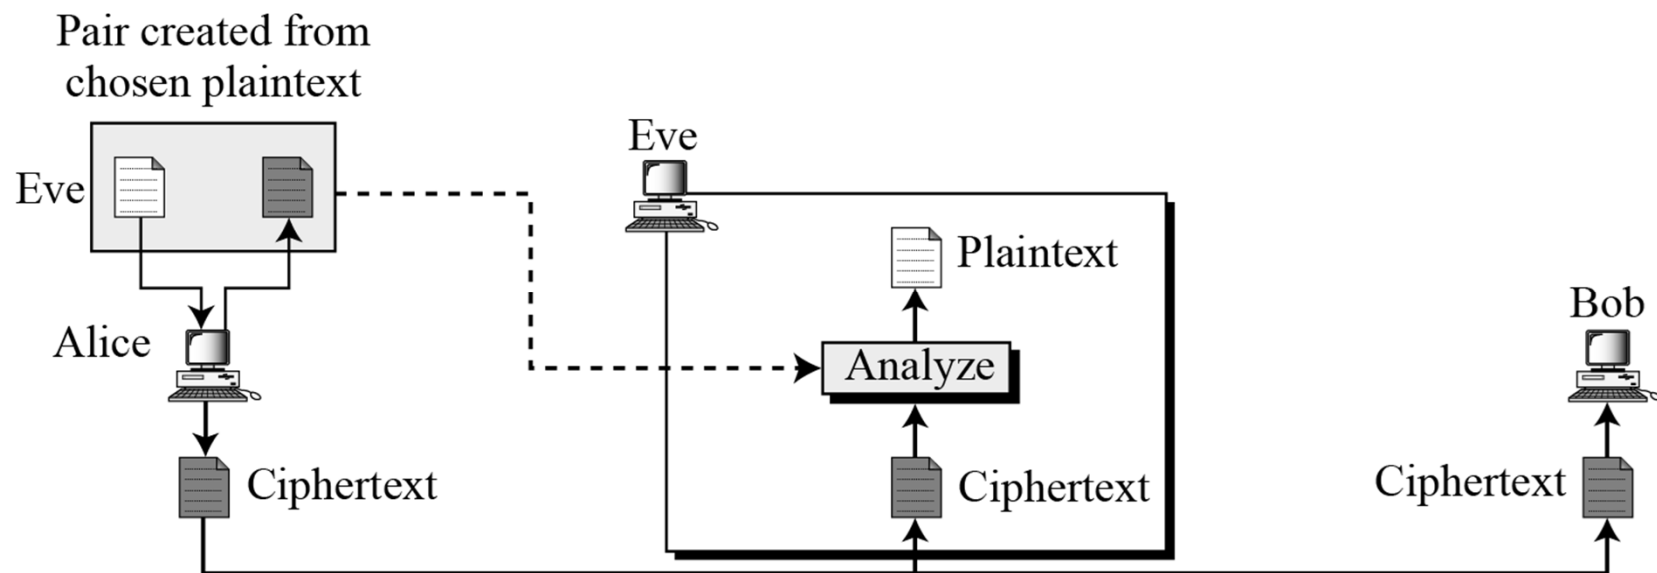 Pair created from
chosen plaintext
Eve
Eve
Plaintext
Bob
Alice
Analyze
Ciphertext
Ciphertext
Ciphertext